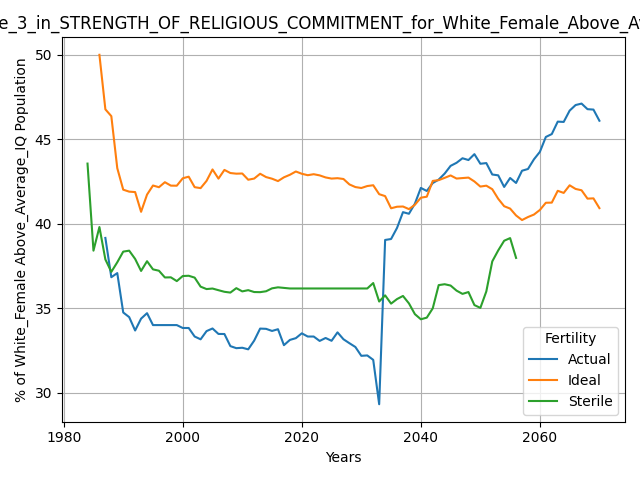 e_3_in_STRENGTH_OF_RELIGIOUS_COMMITMENT_for_White_Female_Above_A
% of White_Female Above_Average_IQ Population
50
45
40
35
30
1980
2000
2020
2040
2060
Years
Fertility
Actual
Ideal
Sterile